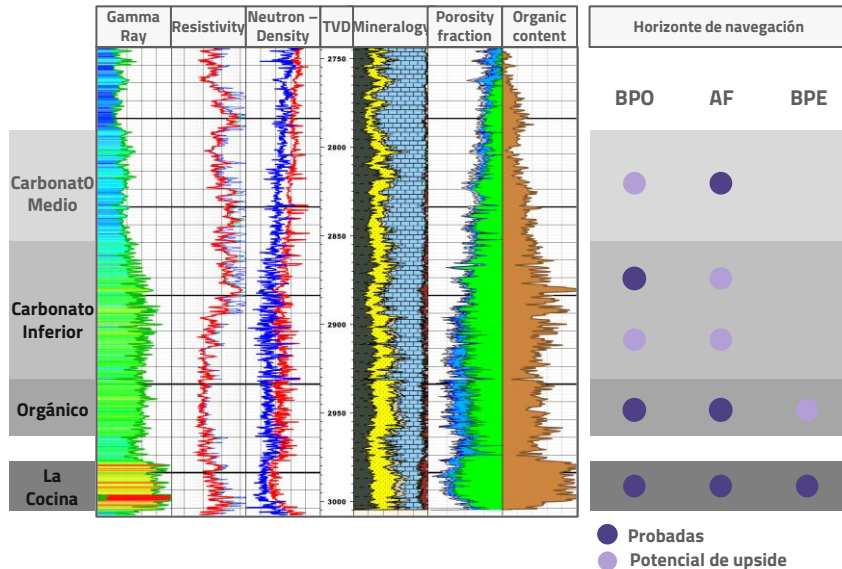 Gamma
Ray
Resistivity
Neutron –
Density
TVD
Mineralogy
Porosity
fraction
Organic
content
Horizonte de navegación
BPO AF BPE
2750
2800
2850
2900
2950
3000
Carbonat0
Medio
Carbonato
Inferior
Orgánico
La
Cocina
Probadas
Potencial de upside